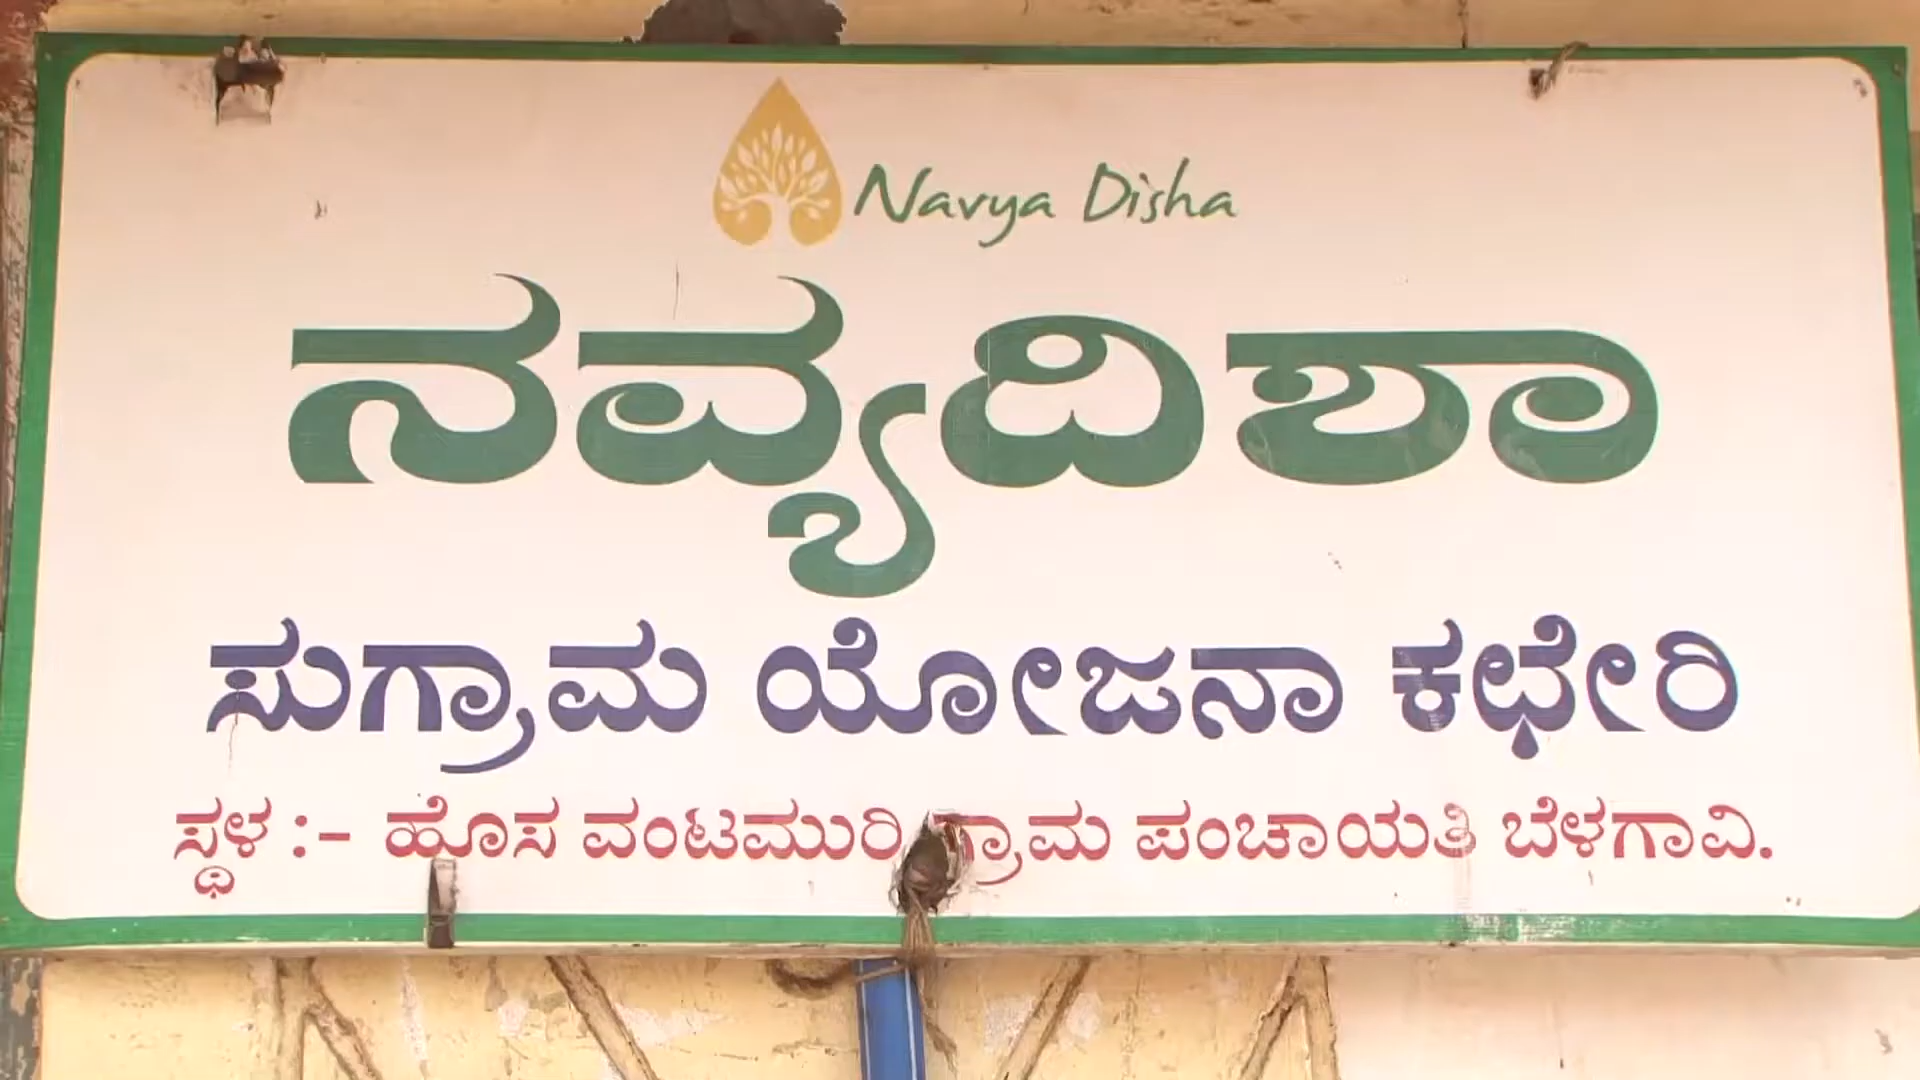 Navya Disha
ನವ್ಯದಿಶಾ
ಸುಗ್ರಾಮ ಯೋಜನಾ ಕಛೇರಿ
ಸ್ಥಳ :- ಹೊಸ ವಂಟಮುರಿ ಗ್ರಾಮ ಪಂಚಾಯತಿ ಬೆಳಗಾವಿ.